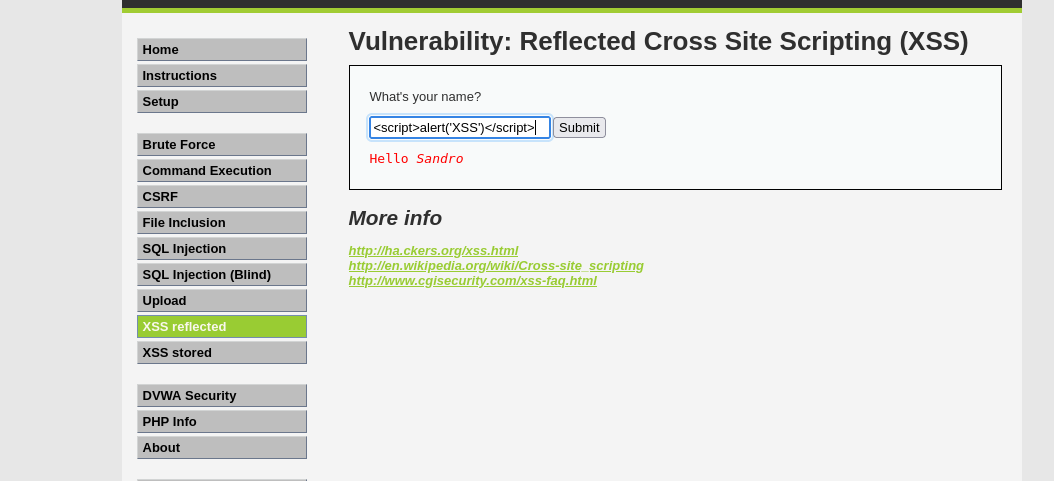 Home
Instructions
Setup
Brute Force
Command Execution
CSRF
File Inclusion
SQL Injection
SQL Injection (Blind)
Upload
XSS reflected
XSS stored
DVWA Security
PHP Info
About
Vulnerability: Reflected Cross Site Scripting (XSS)
What's your name?
<script>alert('XSS')</script> Submit
Hello Sandro
More info
http://ha.ckers.org/xss.html
http://en.wikipedia.org/wiki/Cross-site_scripting
http://www.cgisecurity.com/xss-faq.html